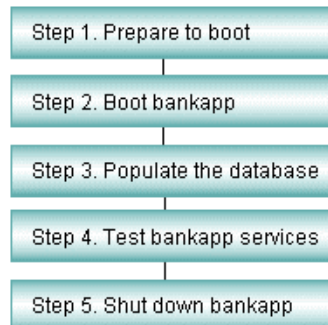 Step 1. Prepare to boot
Step 2. Boot bankapp
Step 3. Populate the database
Step 4. Test bankapp services
Step 5. Shut down bankapp